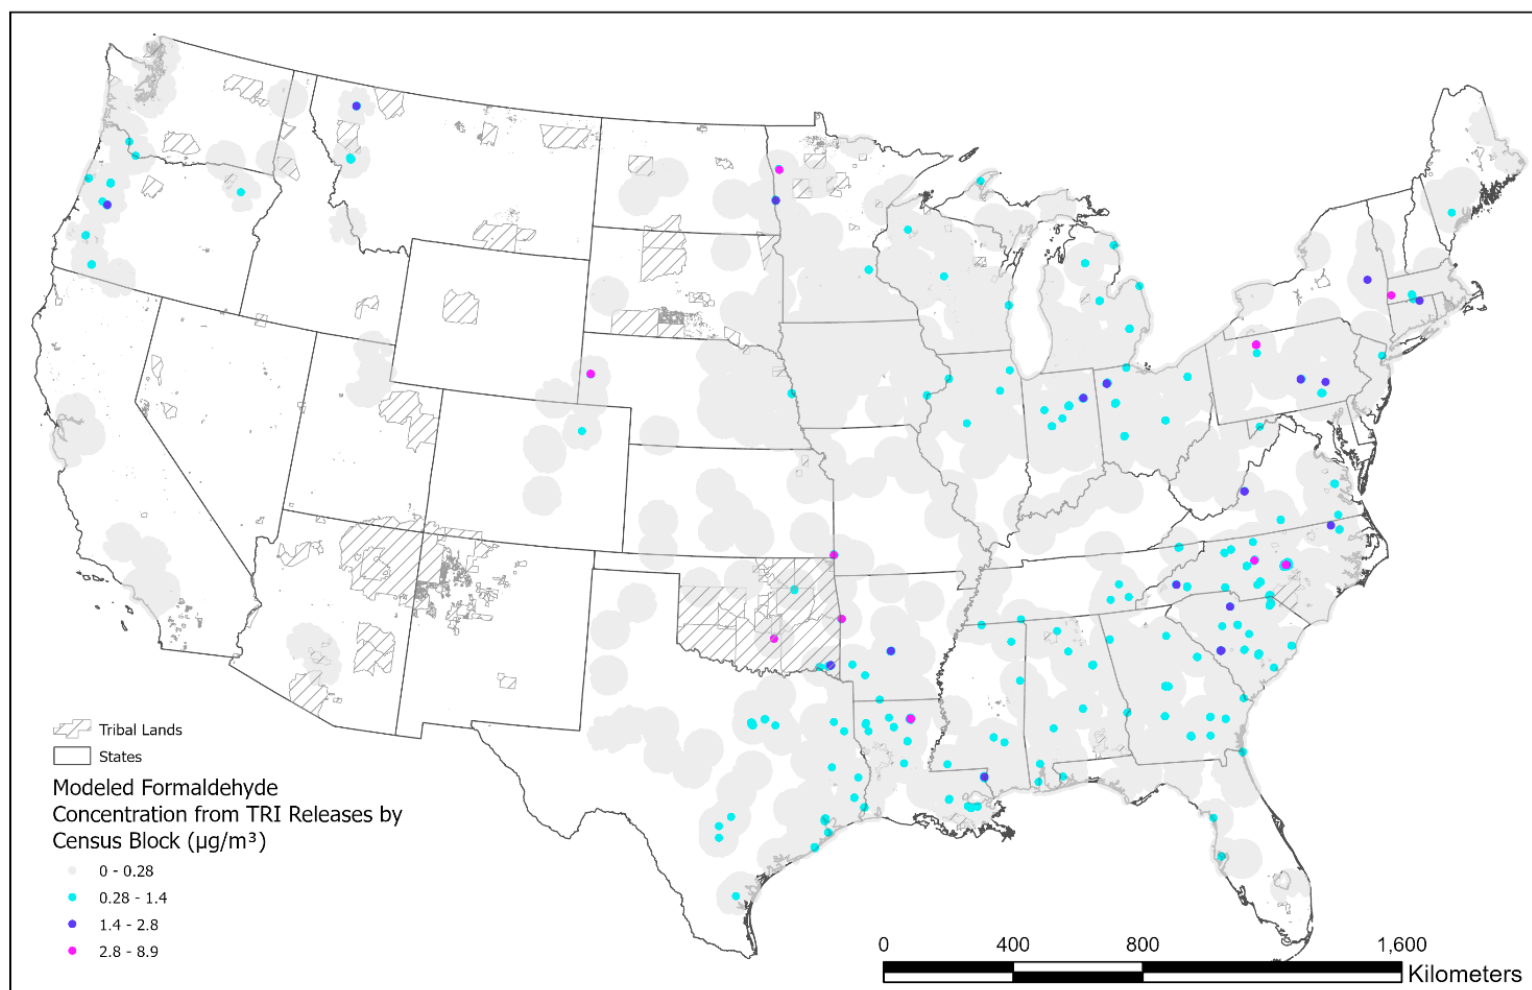 Tribal Lands
States
Modeled Formaldehyde
Concentration from TRI Releases by
Census Block (µg/m³)
0 - 0.28
0.28 - 1.4
1.4 - 2.8
2.8 - 8.9
0 400 800 1,600
Kilometers